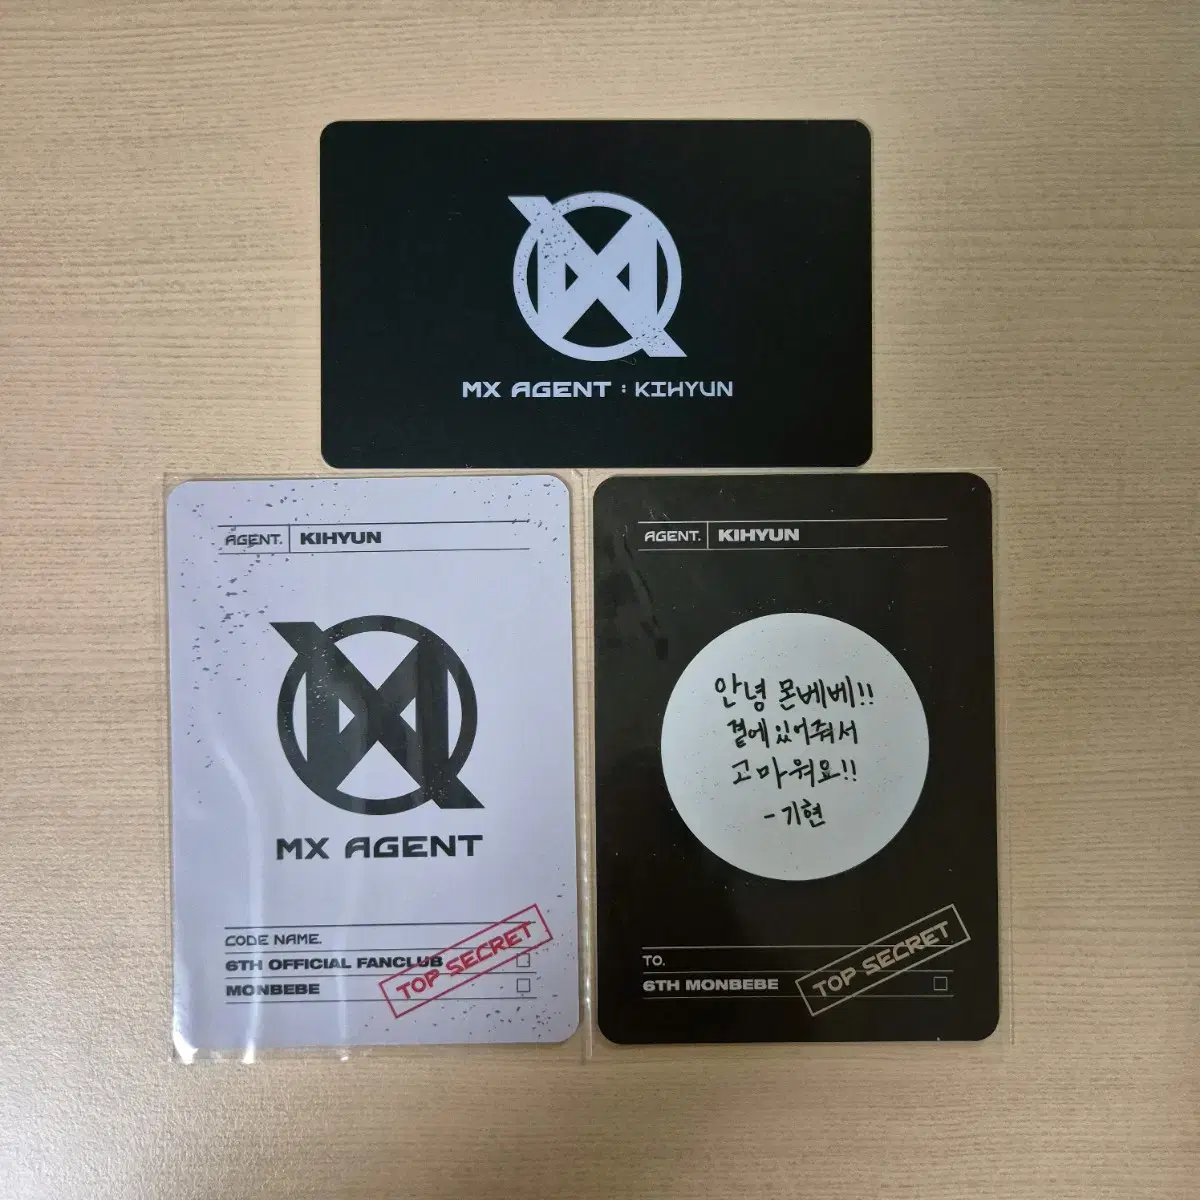 MX AGENT : KIHYUN
AGENT. KIHYUN
MX AGENT
CODE NAME.
6TH OFFICIAL FANCLUB
MONBEBE
TOP SECRET
AGENT. KIHYUN
안녕 몬베베!!
곁에 있어줘서
고마워요!!
- 기현
TO.
6TH MONBEBE
TOP SECRET